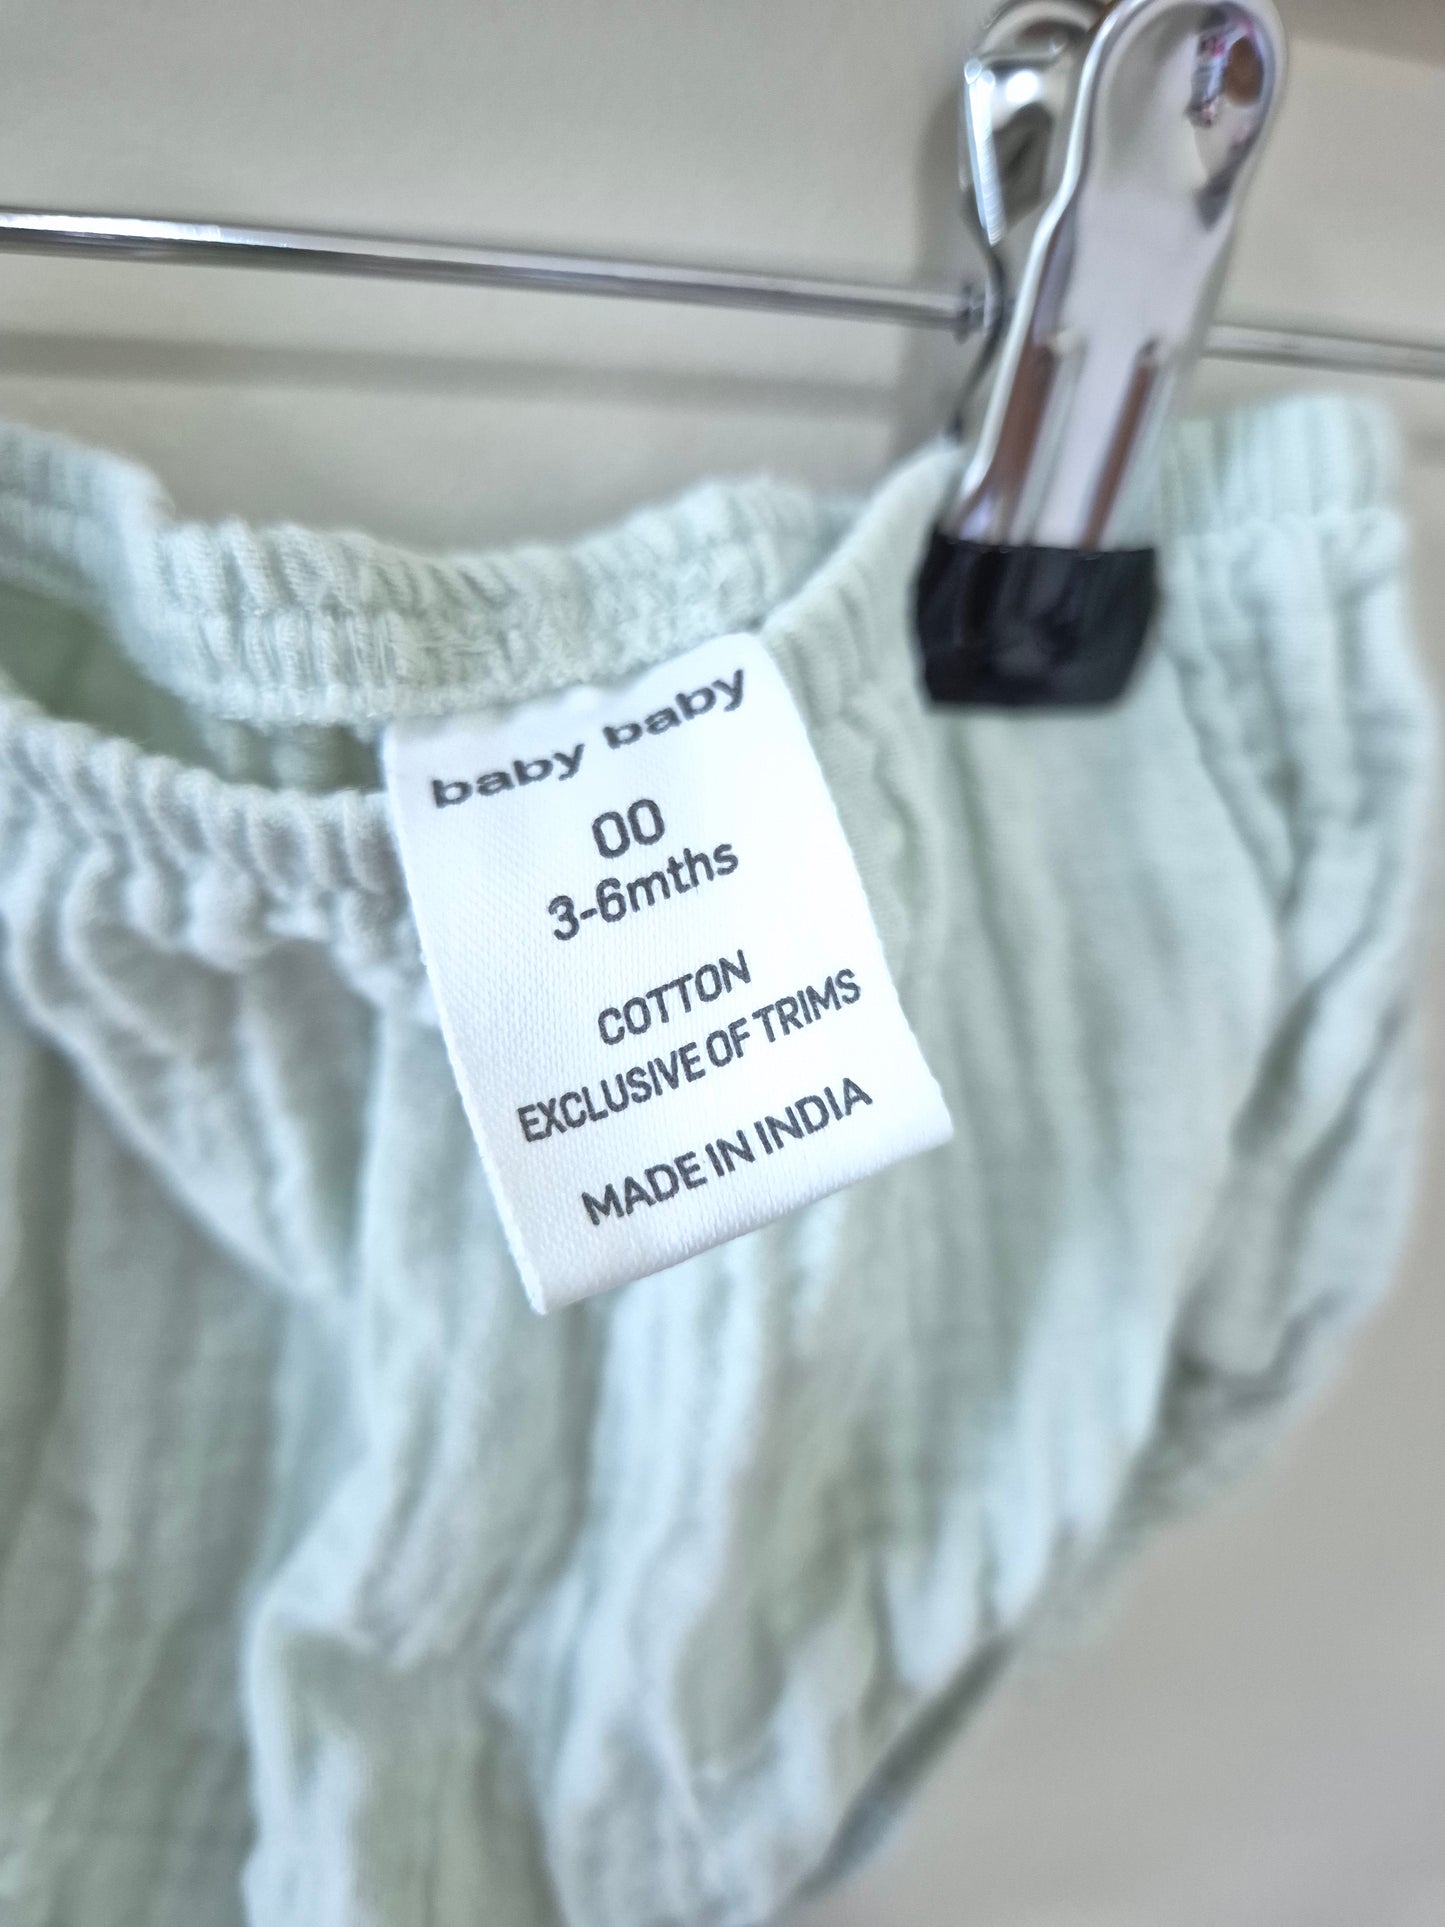 baby baby
00
3-6mths
COTTON
EXCLUSIVE OF TRIMS
MADE IN INDIA